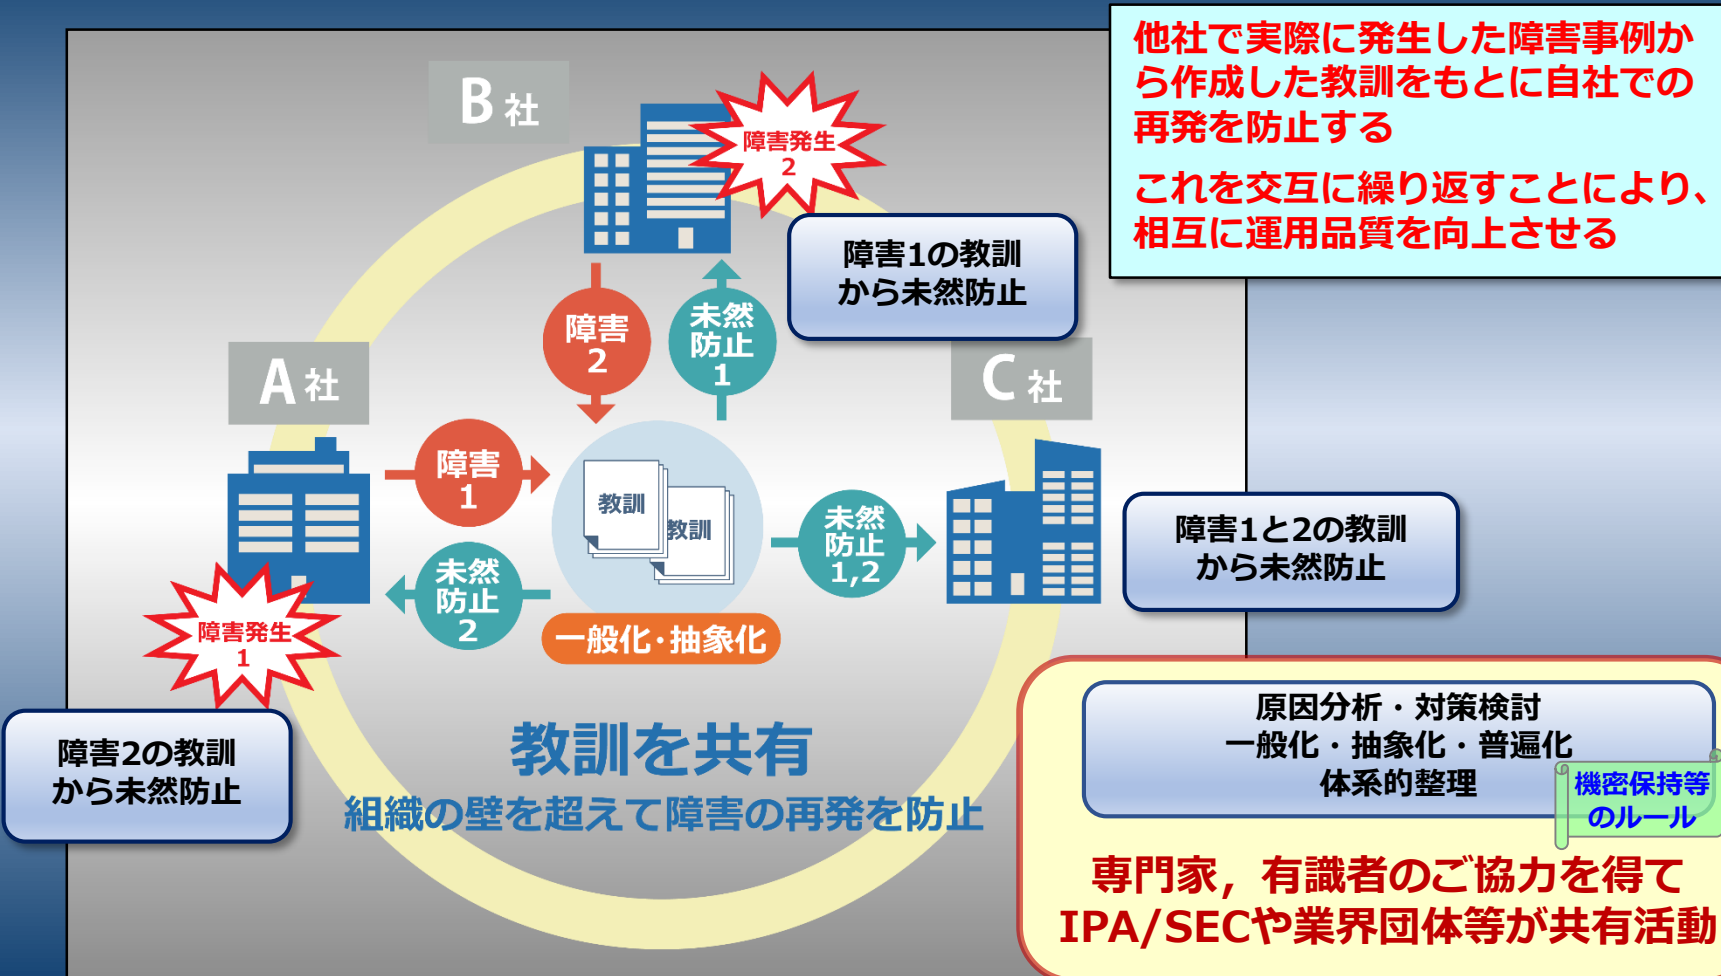 他社で実際に発生した障害事例か
ら作成した教訓をもとに自社での
再発を防止する
これを交互に繰り返すことにより、
相互に運用品質を向上させる
B社
障害発生
2
障害1の教訓
から未然防止
障害
2
未然
防止
1
A社
C社
障害
1
教訓
教訓
未然
防止
1,2
障害1と2の教訓
から未然防止
未然
防止
2
一般化・抽象化
障害発生
1
障害2の教訓
から未然防止
教訓を共有
組織の壁を超えて障害の再発を防止
原因分析・対策検討
一般化・抽象化・普遍化
体系的整理
機密保持等
のルール
専門家，有識者のご協力を得て
IPA/SECや業界団体等が共有活動